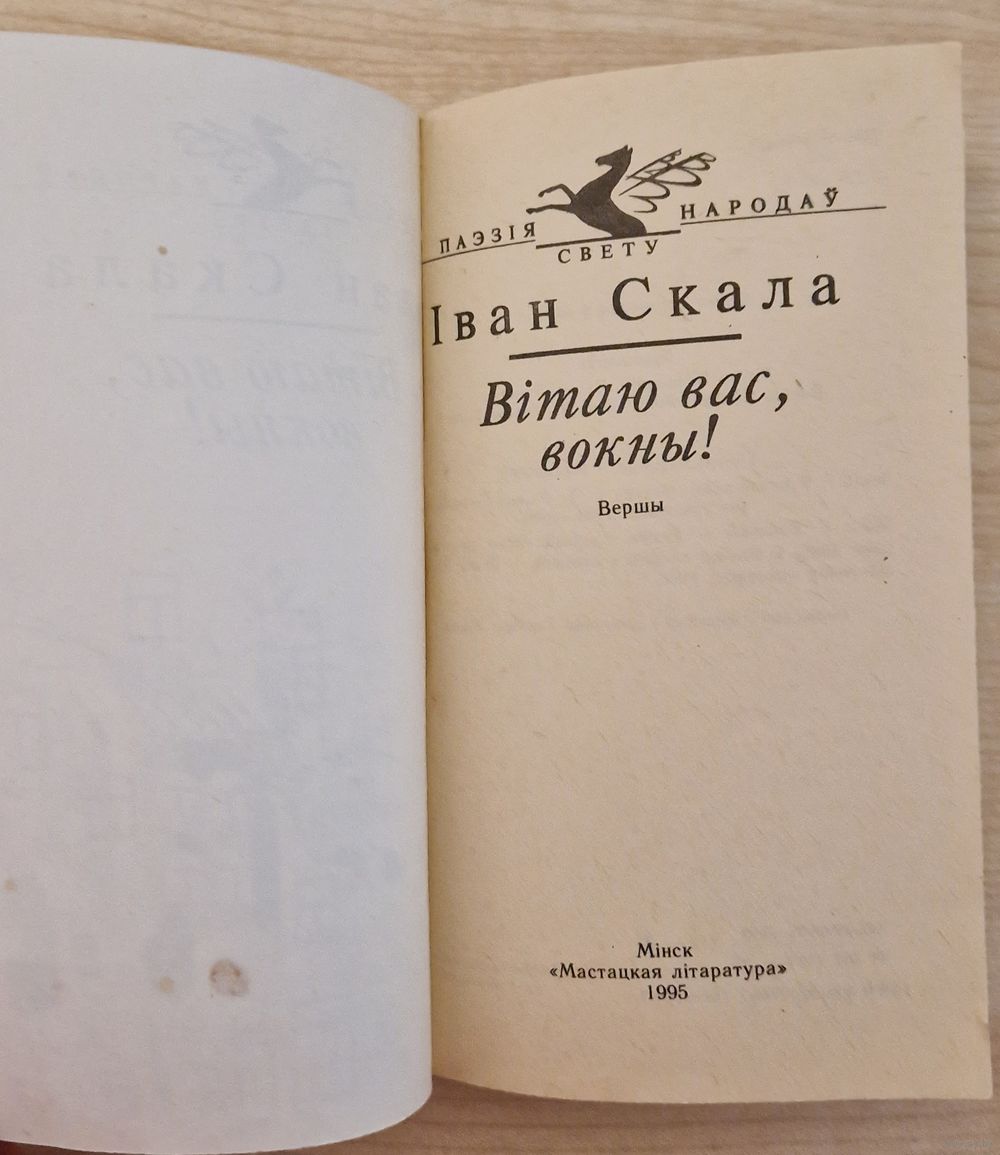 ПАЭЗІЯ СВЕТУ НАРОДАЎ
Іван Скала
Вітаю вас,
вокны!
Вершы
Мінск
«Мастацкая літаратура»
1995